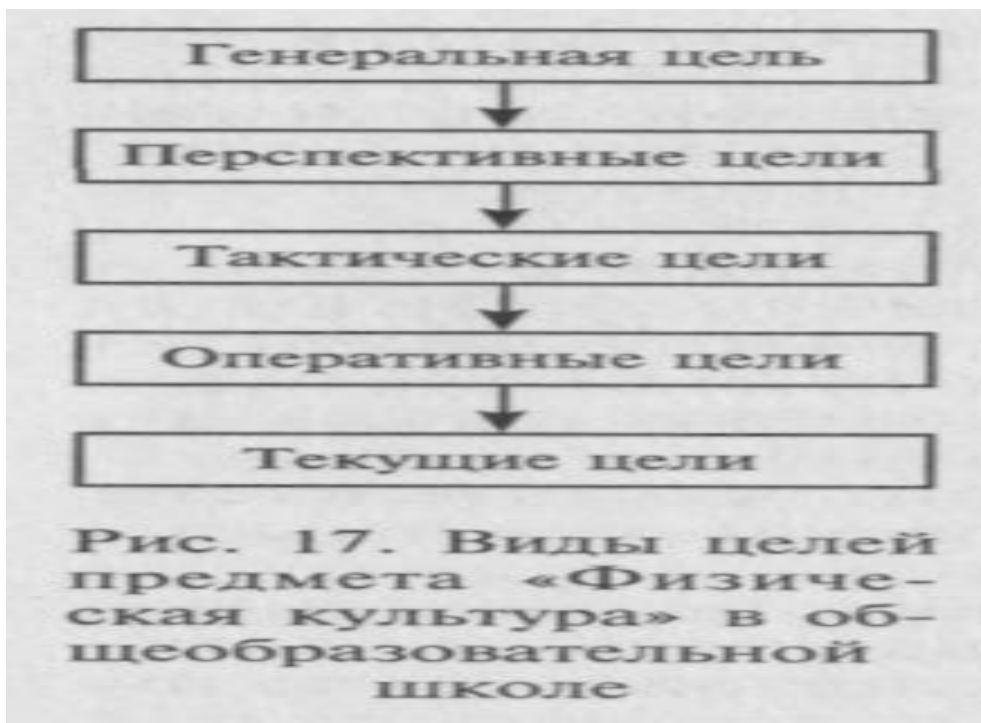 Генеральная цель
Перспективные цели
Тактические цели
Оперативные цели
Текущие цели
Рис. 17. Виды целей
предмета «Физиче-
ская культура» в об-
щеобразовательной
школе